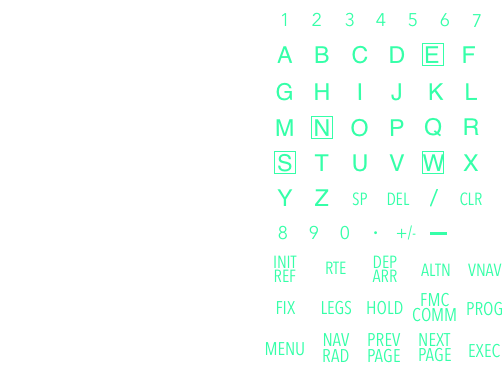 1 2 3 4 5 6 7
A B C D E F
G H I J K L
M N O P Q R
S T U V W X
Y Z SP DEL / CLR
8 9 0 · +/- —
INIT REF RTE DEP ARR ALTN VNAV
FIX LEGS HOLD FMC COMM PROG
MENU NAV RAD PREV PAGE NEXT PAGE EXEC